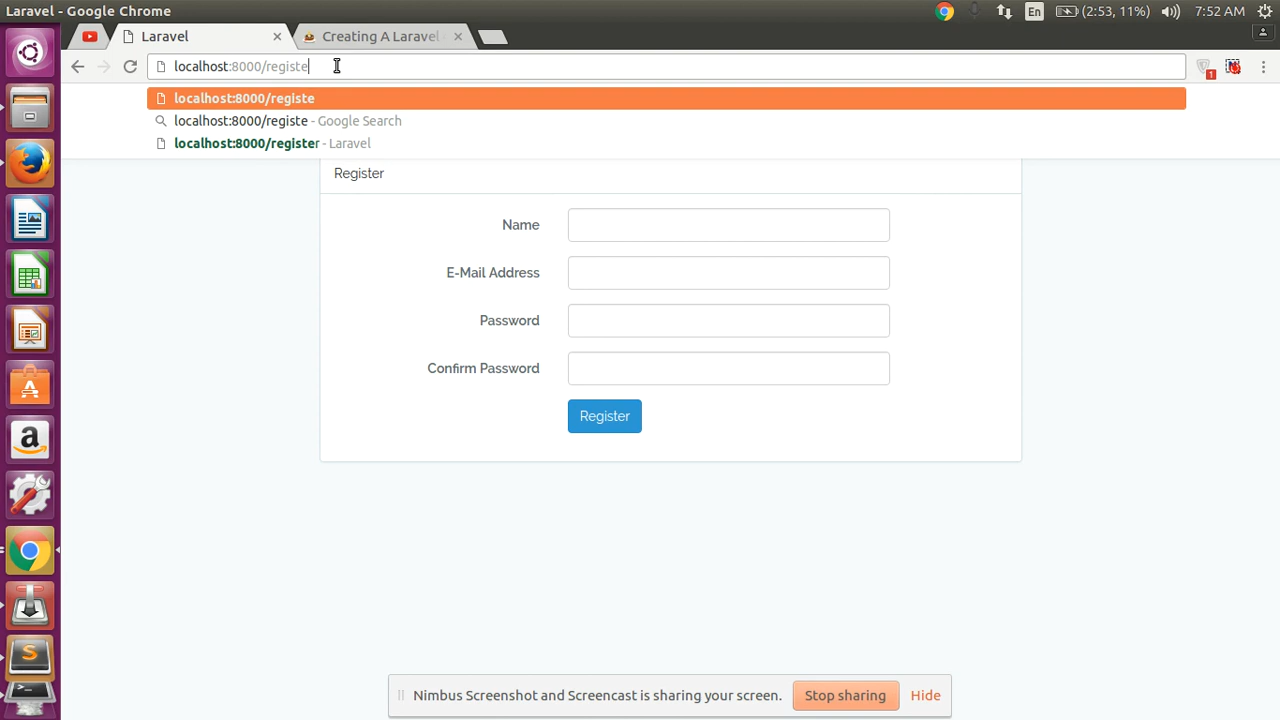 Laravel - Google Chrome
En
(2:53, 11%)
7:52 AM
Laravel
Creating A Laravel
localhost:8000/registe
1
localhost:8000/registe
localhost:8000/registe - Google Search
localhost:8000/register - Laravel
Register
Name
E-Mail Address
Password
Confirm Password
Register
Nimbus Screenshot and Screencast is sharing your screen.
Stop sharing
Hide